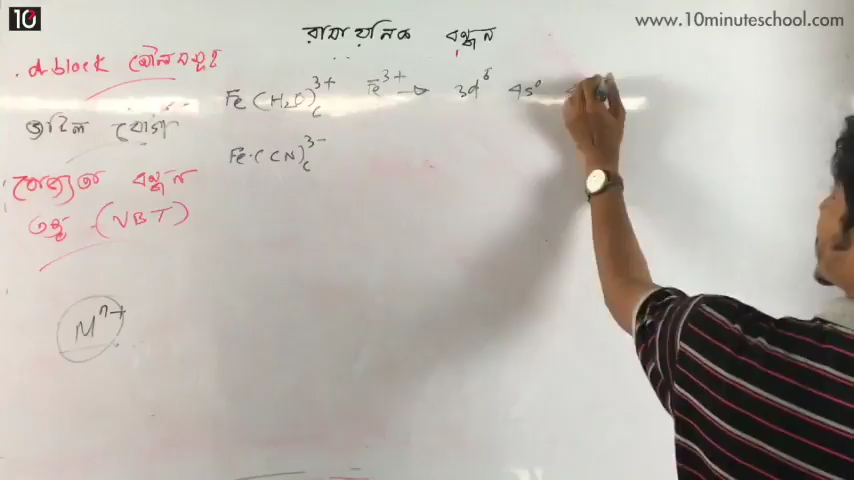 10
www.10minuteschool.com
রাসায়নিক বন্ধন
d-block মৌলসমূহ
Fe(H₂O)₆³⁺ Fe³⁺ → 3d⁵ 4s⁰
জটিল যোগ
Fe(CN)₆³⁻
যোজ্যতা বন্ধন
তত্ত্ব (VBT)
Mⁿ⁺